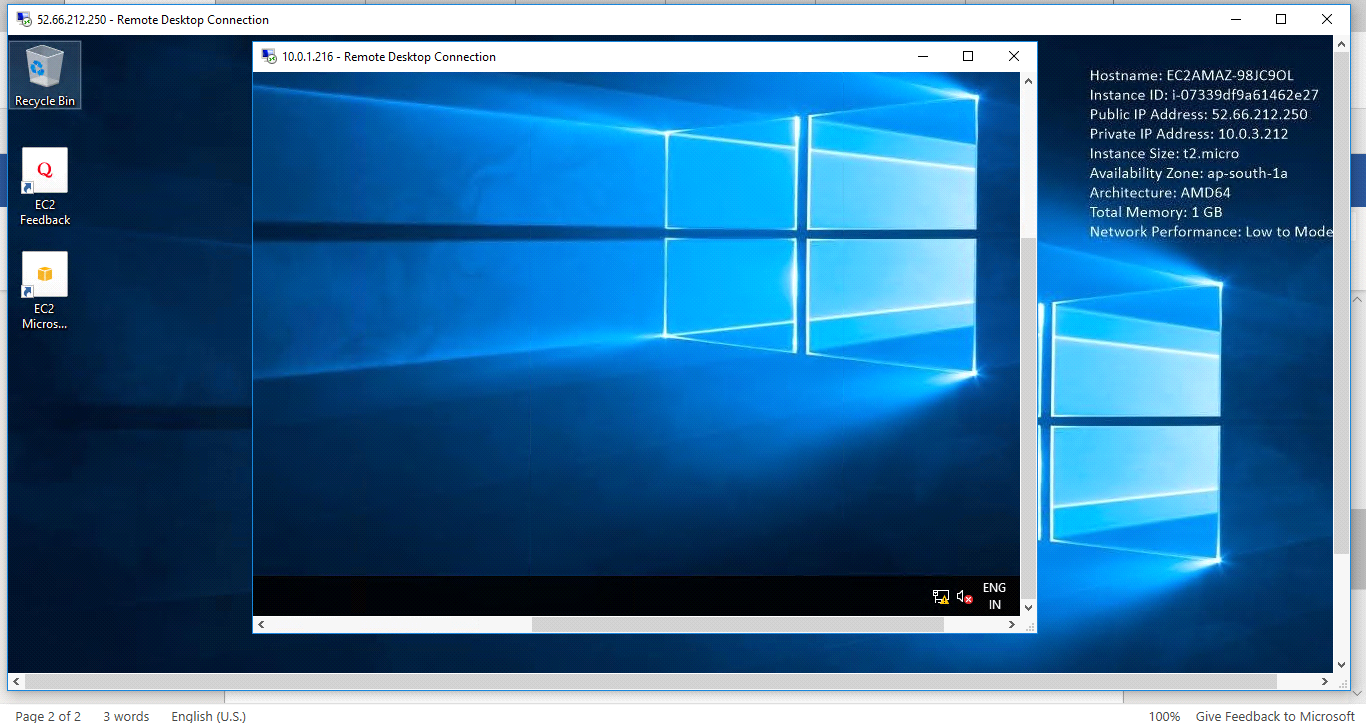 52.66.212.250 - Remote Desktop Connection
10.0.1.216 - Remote Desktop Connection
Recycle Bin
Q
EC2
Feedback
EC2
Micros...
Hostname: EC2AMAZ-98JC9OL
Instance ID: i-07339df9a61462e27
Public IP Address: 52.66.212.250
Private IP Address: 10.0.3.212
Instance Size: t2.micro
Availability Zone: ap-south-1a
Architecture: AMD64
Total Memory: 1 GB
Network Performance: Low to Mode
ENG
IN
Page 2 of 2 3 words English (U.S.) 100% Give Feedback to Microsoft